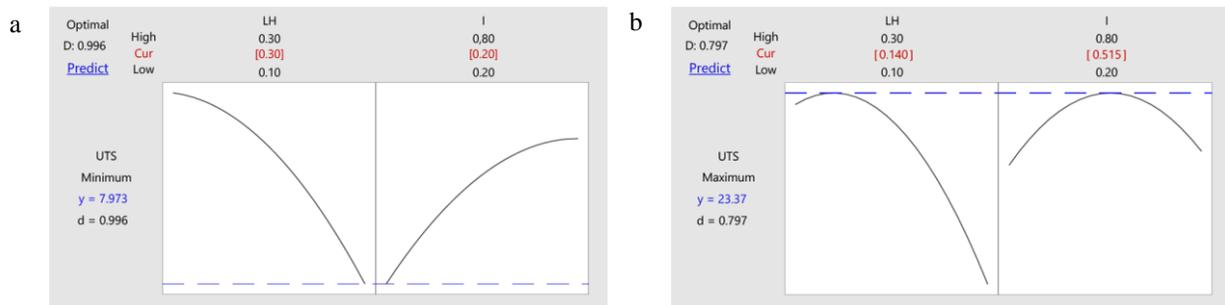 a
Optimal
D: 0.996
Predict
High
Cur
Low
LH
0.30
[0.30]
0.10
I
0,80
[0.20]
0.20
UTS
Minimum
y = 7.973
d = 0.996
b
Optimal
D: 0.797
Predict
High
Cur
Low
LH
0.30
[0.140]
0.10
I
0.80
[0.515]
0.20
UTS
Maximum
y = 23.37
d = 0.797